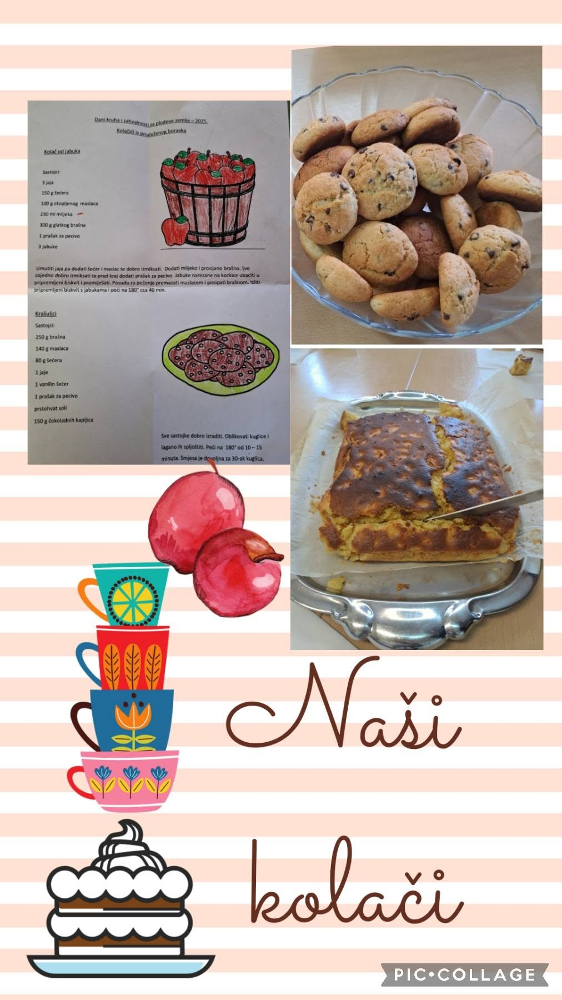 Dani kruha i zahvalnosti za plodove zemlje – 2025.
Kolačići iz produženog boravka
Kolač od jabuka
Sastojci:
3 jaja
150 g šećera
100 g otopljenog maslaca
230 ml mlijeka
300 g glatkog brašna
1 prašak za pecivo
3 jabuke
Umutiti jaja pa dodati šećer i maslac te dobro izmiksati. Dodati mlijeko i prosijano brašno. Sve
zajedno dobro izmiksati te pred kraj dodati prašak za pecivo. Jabuke narezane na kockice ubaciti u
pripremljeni biskvit i promiješati. Posudu za pečenje premazati maslacem i posipati brašnom. Izliti
pripremljeni biskvit s jabukama i peći na 180° cca 40 min.
Krašuljci
Sastojci:
250 g brašna
140 g maslaca
80 g šećera
1 jaje
1 vanilin šećer
1 prašak za pecivo
prstohvat soli
150 g čokoladnih kapljica
Sve sastojke dobro izraditi. Oblikovati kuglice i
lagano ih spljoštiti. Peći na 180° od 10 – 15
minuta. Smjesa je dovoljna za 30-ak kuglica.
Naši
kolači
PIC•COLLAGE